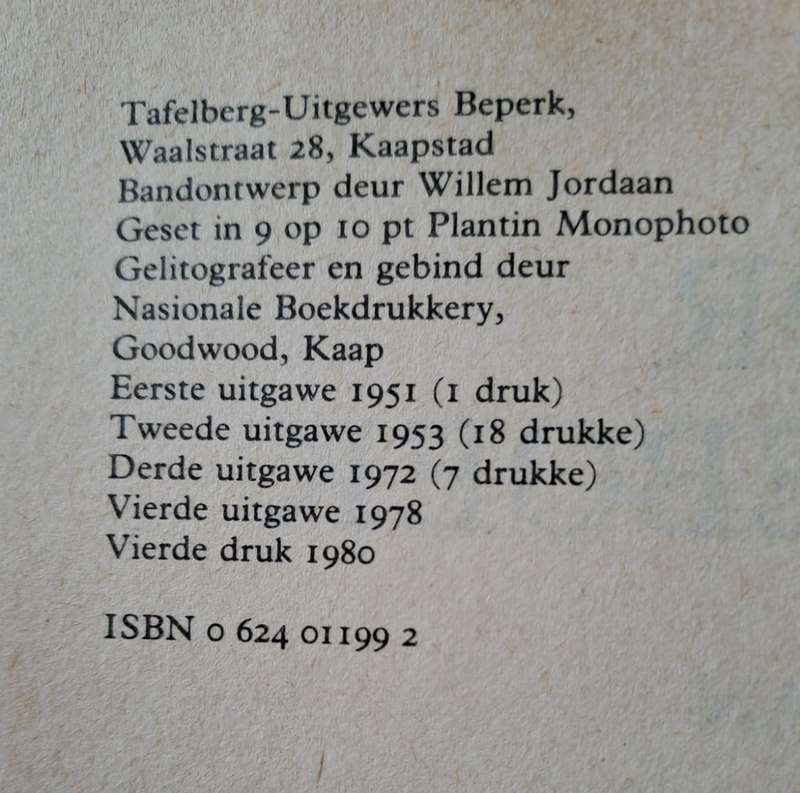 Tafelberg-Uitgewers Beperk,
Waalstraat 28, Kaapstad
Bandontwerp deur Willem Jordaan
Geset in 9 op 10 pt Plantin Monophoto
Gelitografeer en gebind deur
Nasionale Boekdrukkery,
Goodwood, Kaap
Eerste uitgawe 1951 (1 druk)
Tweede uitgawe 1953 (18 drukke)
Derde uitgawe 1972 (7 drukke)
Vierde uitgawe 1978
Vierde druk 1980
ISBN 0 624 01199 2